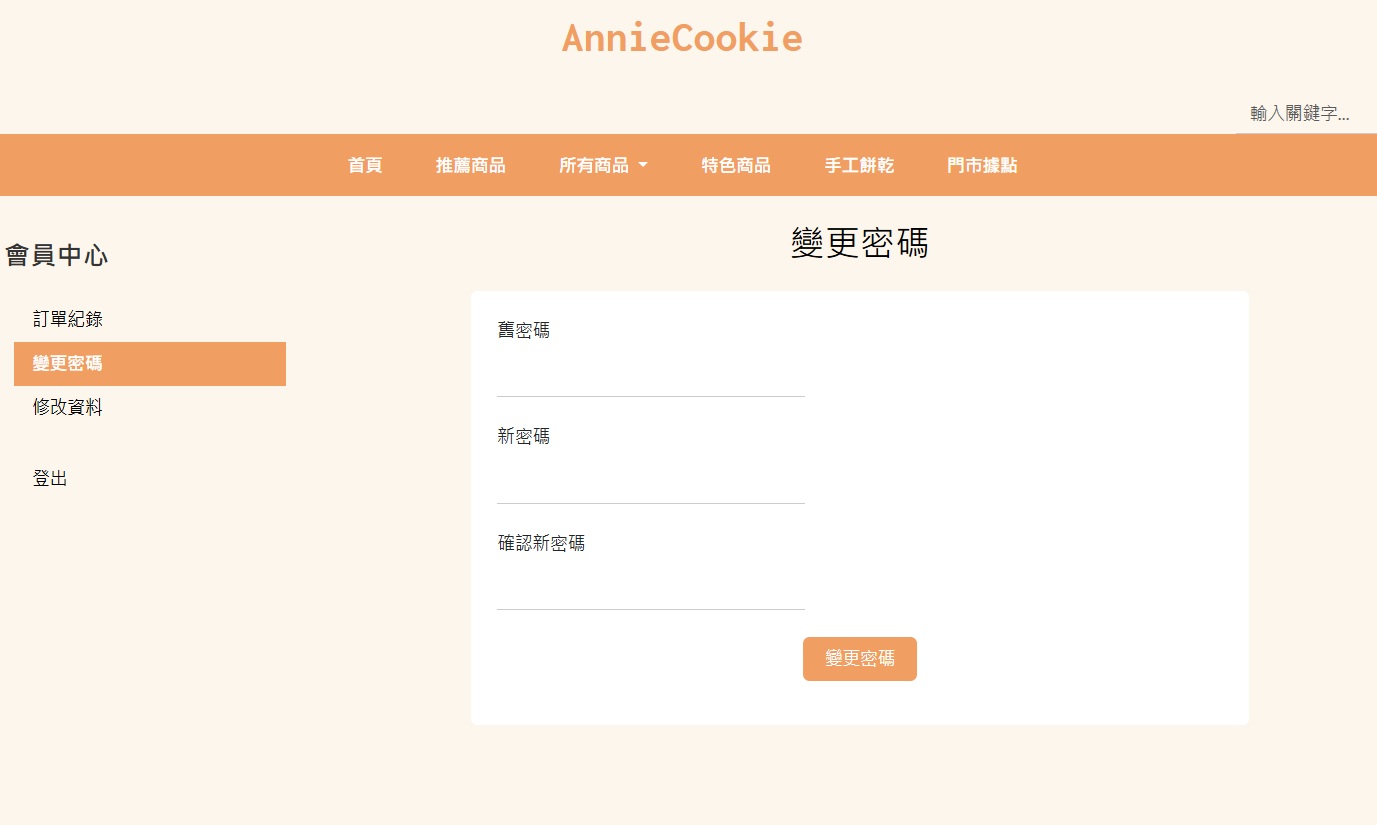 AnnieCookie
輸入關鍵字...
首頁 推薦商品 所有商品 特色商品 手工餅乾 門市據點
會員中心
訂單紀錄
變更密碼
修改資料
登出
變更密碼
舊密碼
新密碼
確認新密碼
變更密碼